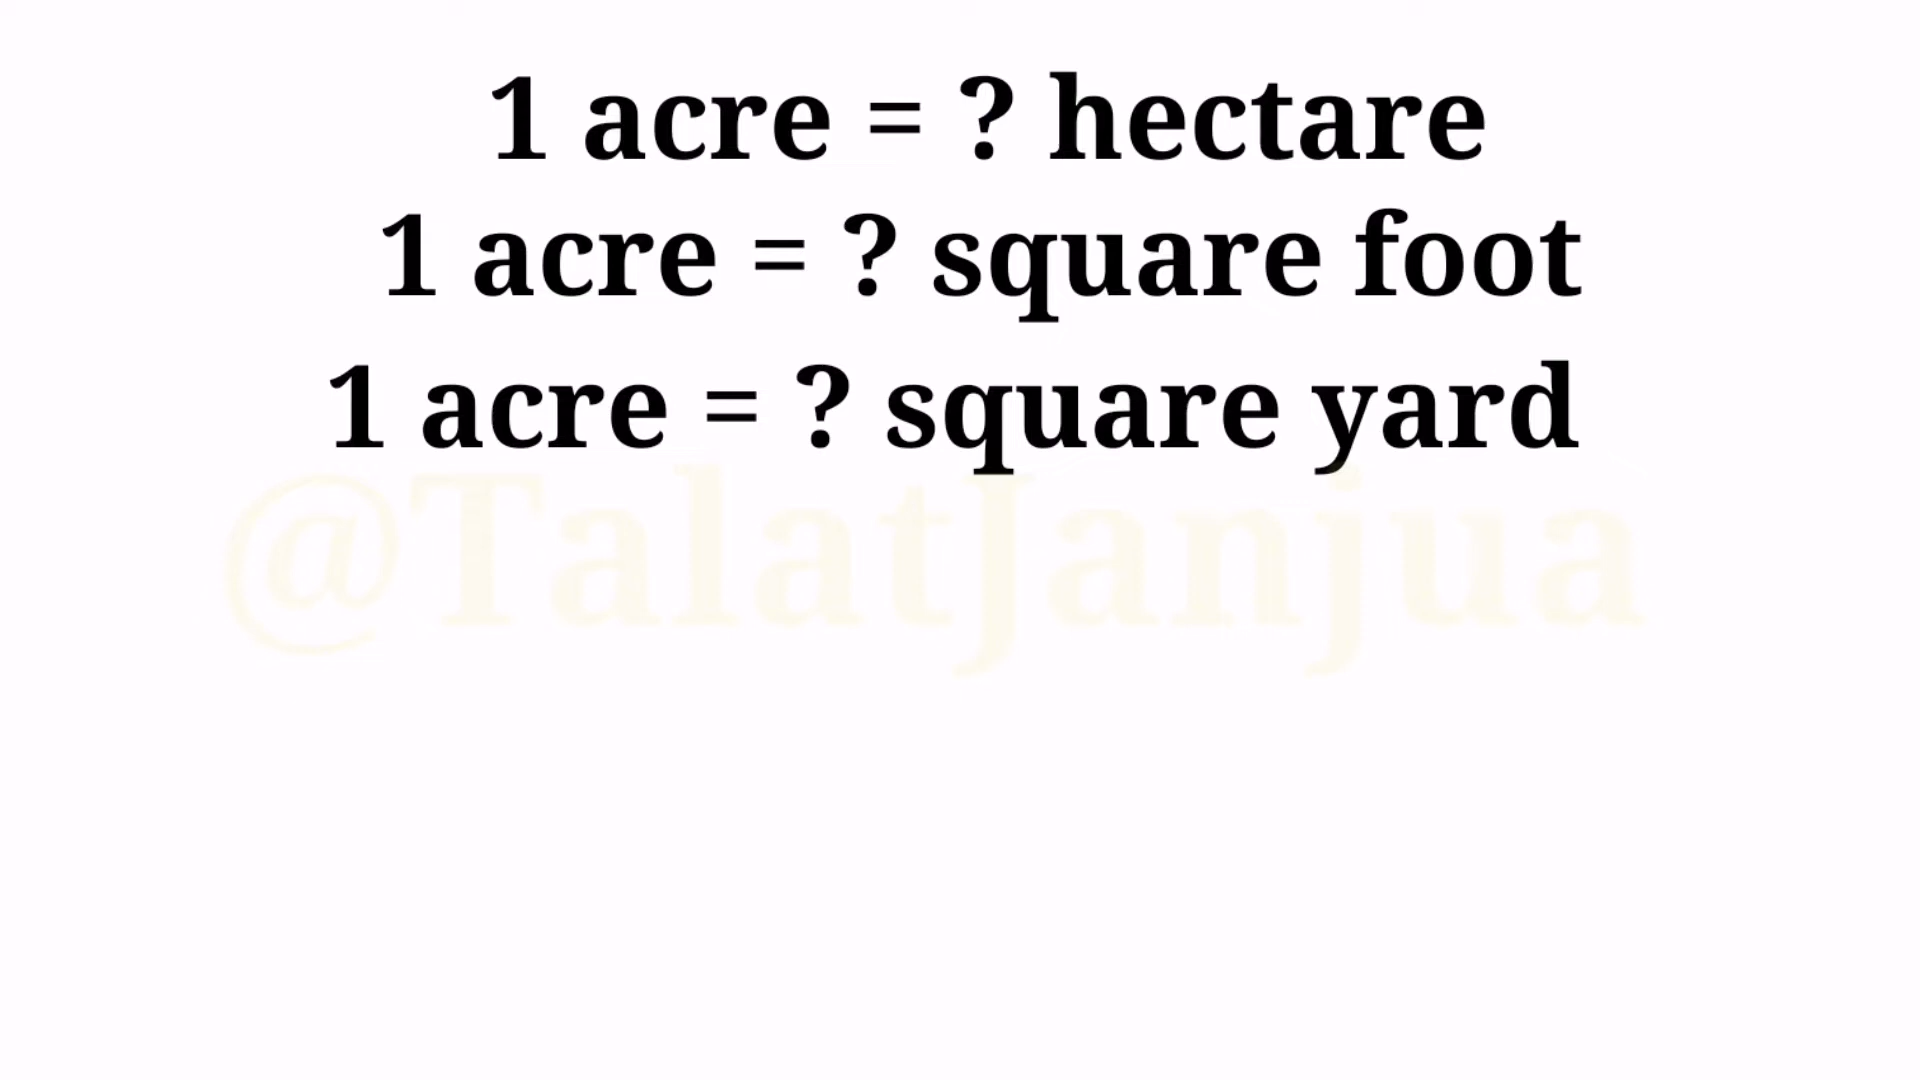 1 acre = ? hectare
1 acre = ? square foot
1 acre = ? square yard
@TalatJanjua